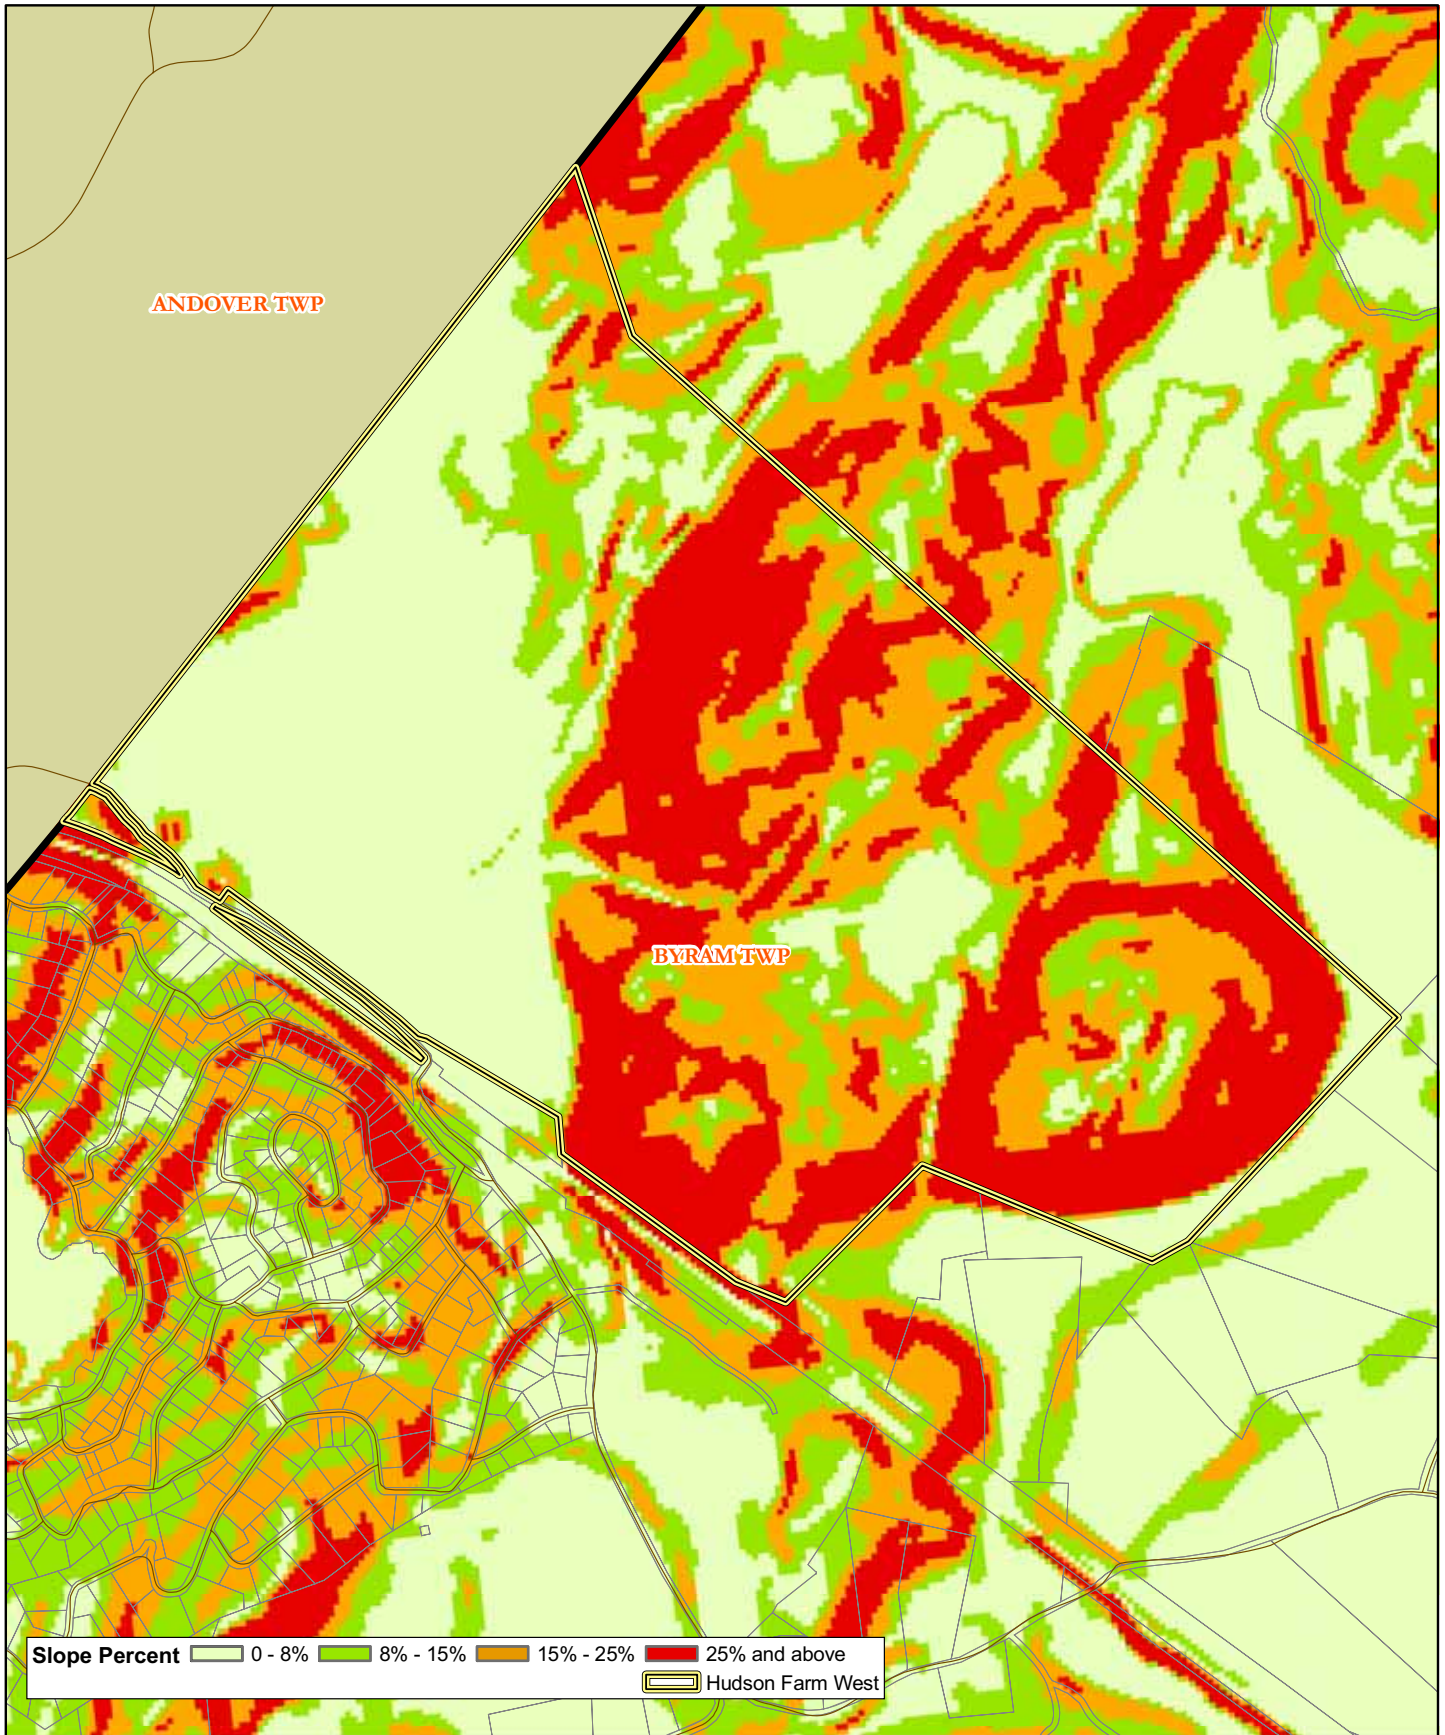 ANDOVER TWP
BYRAM TWP
Slope Percent 0 - 8% 8% - 15% 15% - 25% 25% and above
Hudson Farm West